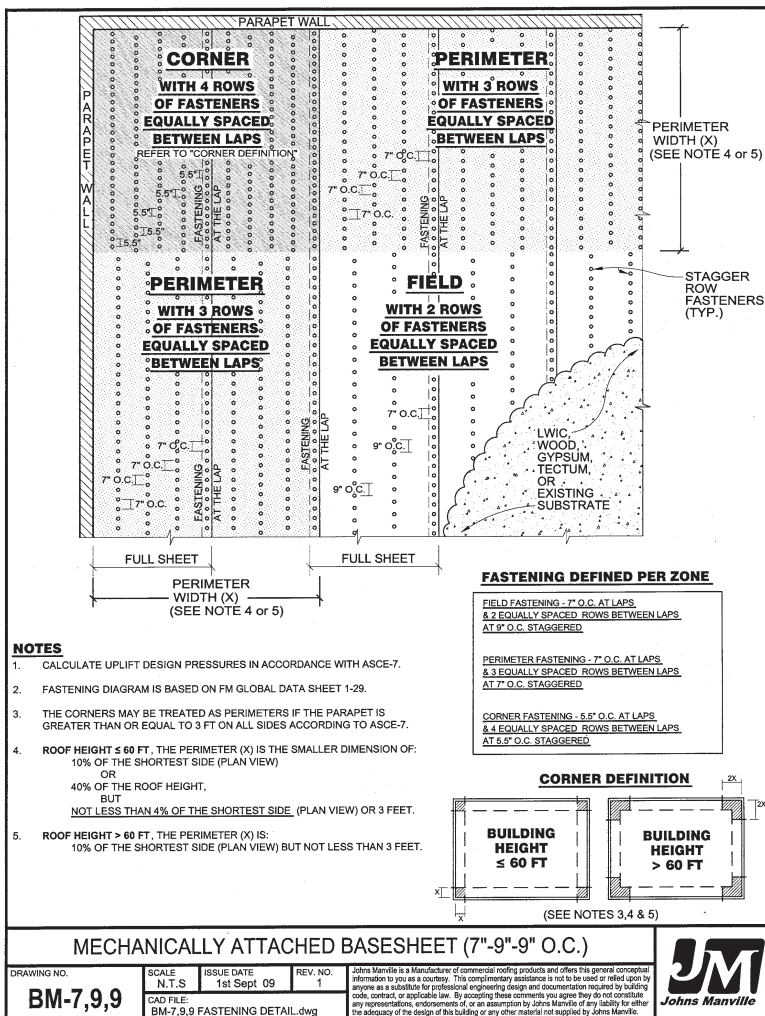 PARAPET WALL
PARAPET WALL
CORNER
WITH 4 ROWS
OF FASTENERS
EQUALLY SPACED
BETWEEN LAPS
REFER TO "CORNER DEFINITION"
5.5"
5.5"
5.5"
5.5"
5.5"
FASTENING
AT THE LAP
PERIMETER
WITH 3 ROWS
OF FASTENERS
EQUALLY SPACED
BETWEEN LAPS
7" O.C.
7" O.C.
7" O.C.
7" O.C.
FASTENING
AT THE LAP
PERIMETER
WIDTH (X)
(SEE NOTE 4 or 5)
PERIMETER
WITH 3 ROWS
OF FASTENERS
EQUALLY SPACED
BETWEEN LAPS
7" O.C.
7" O.C.
7" O.C.
7" O.C.
FASTENING
AT THE LAP
FASTENING
AT THE LAP
FIELD
WITH 2 ROWS
OF FASTENERS
EQUALLY SPACED
BETWEEN LAPS
7" O.C.
9" O.C.
9" O.C.
STAGGER
ROW
FASTENERS
(TYP.)
LWIC,
WOOD,
GYPSUM,
TECTUM,
OR
EXISTING
SUBSTRATE
FULL SHEET
FULL SHEET
PERIMETER
WIDTH (X)
(SEE NOTE 4 or 5)
FASTENING DEFINED PER ZONE
FIELD FASTENING - 7" O.C. AT LAPS
& 2 EQUALLY SPACED ROWS BETWEEN LAPS
AT 9" O.C. STAGGERED
PERIMETER FASTENING - 7" O.C. AT LAPS
& 3 EQUALLY SPACED ROWS BETWEEN LAPS
AT 7" O.C. STAGGERED
CORNER FASTENING - 5.5" O.C. AT LAPS
& 4 EQUALLY SPACED ROWS BETWEEN LAPS
AT 5.5" O.C. STAGGERED
NOTES
1. CALCULATE UPLIFT DESIGN PRESSURES IN ACCORDANCE WITH ASCE-7.
2. FASTENING DIAGRAM IS BASED ON FM GLOBAL DATA SHEET 1-29.
3. THE CORNERS MAY BE TREATED AS PERIMETERS IF THE PARAPET IS
GREATER THAN OR EQUAL TO 3 FT ON ALL SIDES ACCORDING TO ASCE-7.
4. ROOF HEIGHT ≤ 60 FT, THE PERIMETER (X) IS THE SMALLER DIMENSION OF:
10% OF THE SHORTEST SIDE (PLAN VIEW)
OR
40% OF THE ROOF HEIGHT,
BUT
NOT LESS THAN 4% OF THE SHORTEST SIDE (PLAN VIEW) OR 3 FEET.
5. ROOF HEIGHT > 60 FT, THE PERIMETER (X) IS:
10% OF THE SHORTEST SIDE (PLAN VIEW) BUT NOT LESS THAN 3 FEET.
CORNER DEFINITION
BUILDING
HEIGHT
≤ 60 FT
X
X
BUILDING
HEIGHT
> 60 FT
2X
2X
(SEE NOTES 3,4 & 5)
MECHANICALLY ATTACHED BASESHEET (7"-9"-9" O.C.)
DRAWING NO.
BM-7,9,9
SCALE
N.T.S
ISSUE DATE
1st Sept 09
REV. NO.
1
CAD FILE:
BM-7,9,9 FASTENING DETAIL.dwg
Johns Manville is a Manufacturer of commercial roofing products and offers this general conceptual
information to you as a courtesy. This complimentary assistance is not to be used or relied upon by
anyone as a substitute for professional engineering design and documentation required by building
code, contract, or applicable law. By accepting these comments you agree they do not constitute
any representations, endorsements of, or an assumption by Johns Manville of any liability for either
the adequacy of the design of this building or any other material not supplied by Johns Manville.
JM
Johns Manville